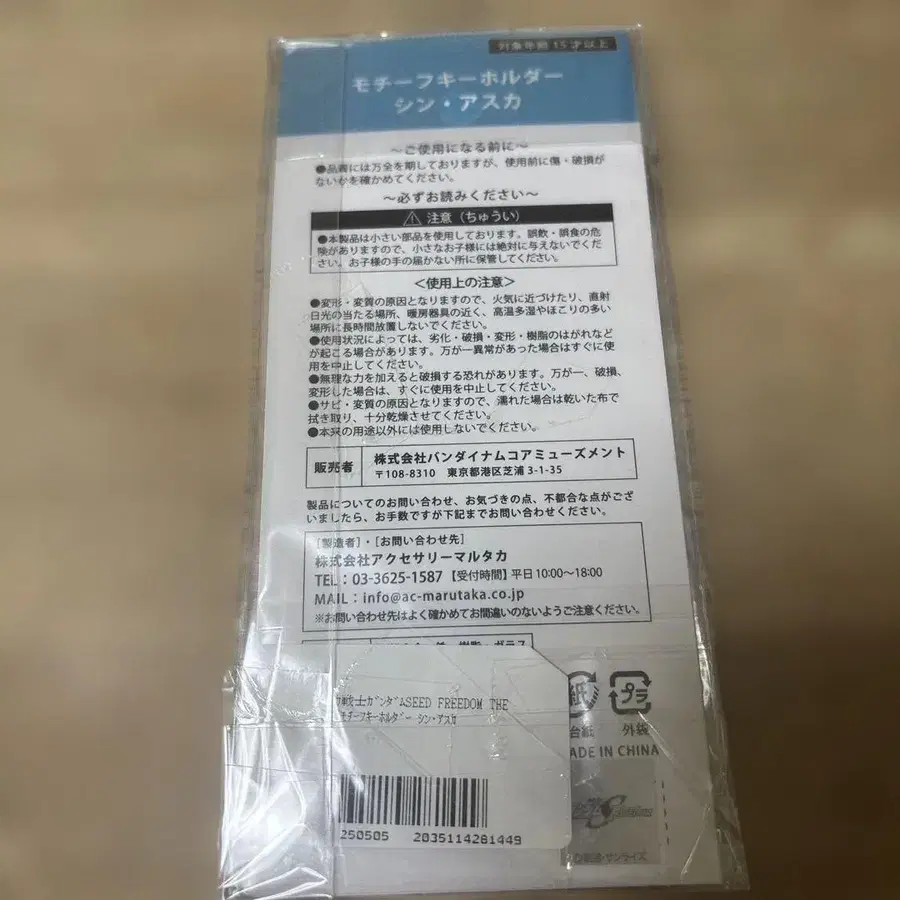 対象年齢 15 才以上
モチーフキーホルダー
シン・アスカ
～ご使用になる前に～
●品質には万全を期しておりますが、使用前に傷・破損が
ないかを確かめてください。
～必ずお読みください～
注意（ちゅうい）
●本製品は小さい部品を使用しております。誤飲・誤食の危
険がありますので、小さなお子様には絶対に与えないでくだ
さい。お子様の手の届かない所に保管してください。
＜使用上の注意＞
●変形・変質の原因となりますので、火気に近づけたり、直射
日光の当たる場所、暖房器具の近く、高温多湿やほこりの多い
場所に長時間放置しないでください。
●使用状況によっては、劣化・破損・変形・樹脂のはがれなど
が起こる場合があります。万が一異常があった場合はすぐに使
用を中止してください。
●無理な力を加えると破損する恐れがあります。万が一、破損、
変形した場合は、すぐに使用を中止してください。
●サビ・変質の原因となりますので、濡れた場合は乾いた布で
拭き取り、十分乾燥させてください。
●本来の用途以外には使用しないでください。
販売者
株式会社バンダイナムコアミューズメント
〒108-8310 東京都港区芝浦 3-1-35
製品についてのお問い合わせ、お気づきの点、不都合な点がござ
いましたら、お手数ですが下記までお問い合わせください。
［製造者］・［お問い合わせ先］
株式会社アクセサリーマルタカ
TEL：03-3625-1587 【受付時間】平日 10:00～18:00
MAIL：info@ac-marutaka.co.jp
※お問い合わせ先はよく確かめてお間違いのないようご注意ください。
樹脂・ガラス
戦士ガンダムSEED FREEDOM THE
モチーフキーホルダー シン・アスカ
紙 プラ
台紙 外袋
ADE IN CHINA
250505 2035114281449
創通・サンライズ